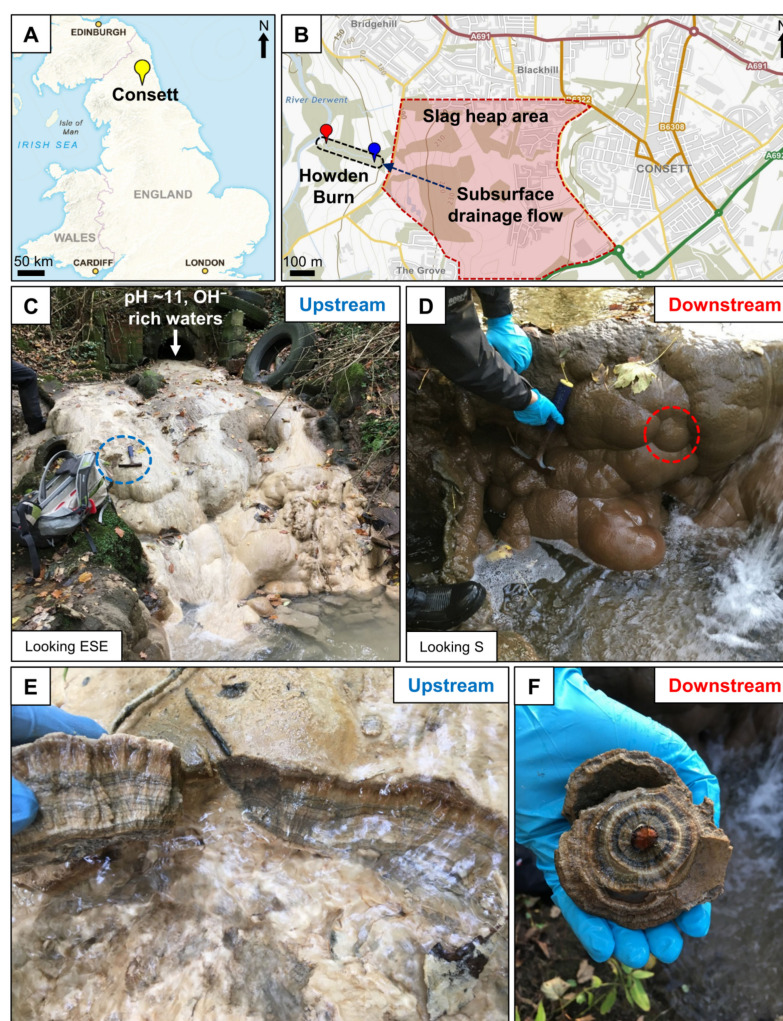 A
N
EDINBURGH
Consett
Isle of
Man
IRISH SEA
ENGLAND
WALES
50 km
CARDIFF
LONDON
B
N
Bridgehill
A691
A691
Blackhill
River Derwent
B6322
Slag heap area
B6308
A692
Howden
Burn
CONSETT
Subsurface
drainage flow
100 m
The Grove
C
pH ~11, OH⁻
rich waters
Upstream
Looking ESE
D
Downstream
Looking S
E
Upstream
F
Downstream